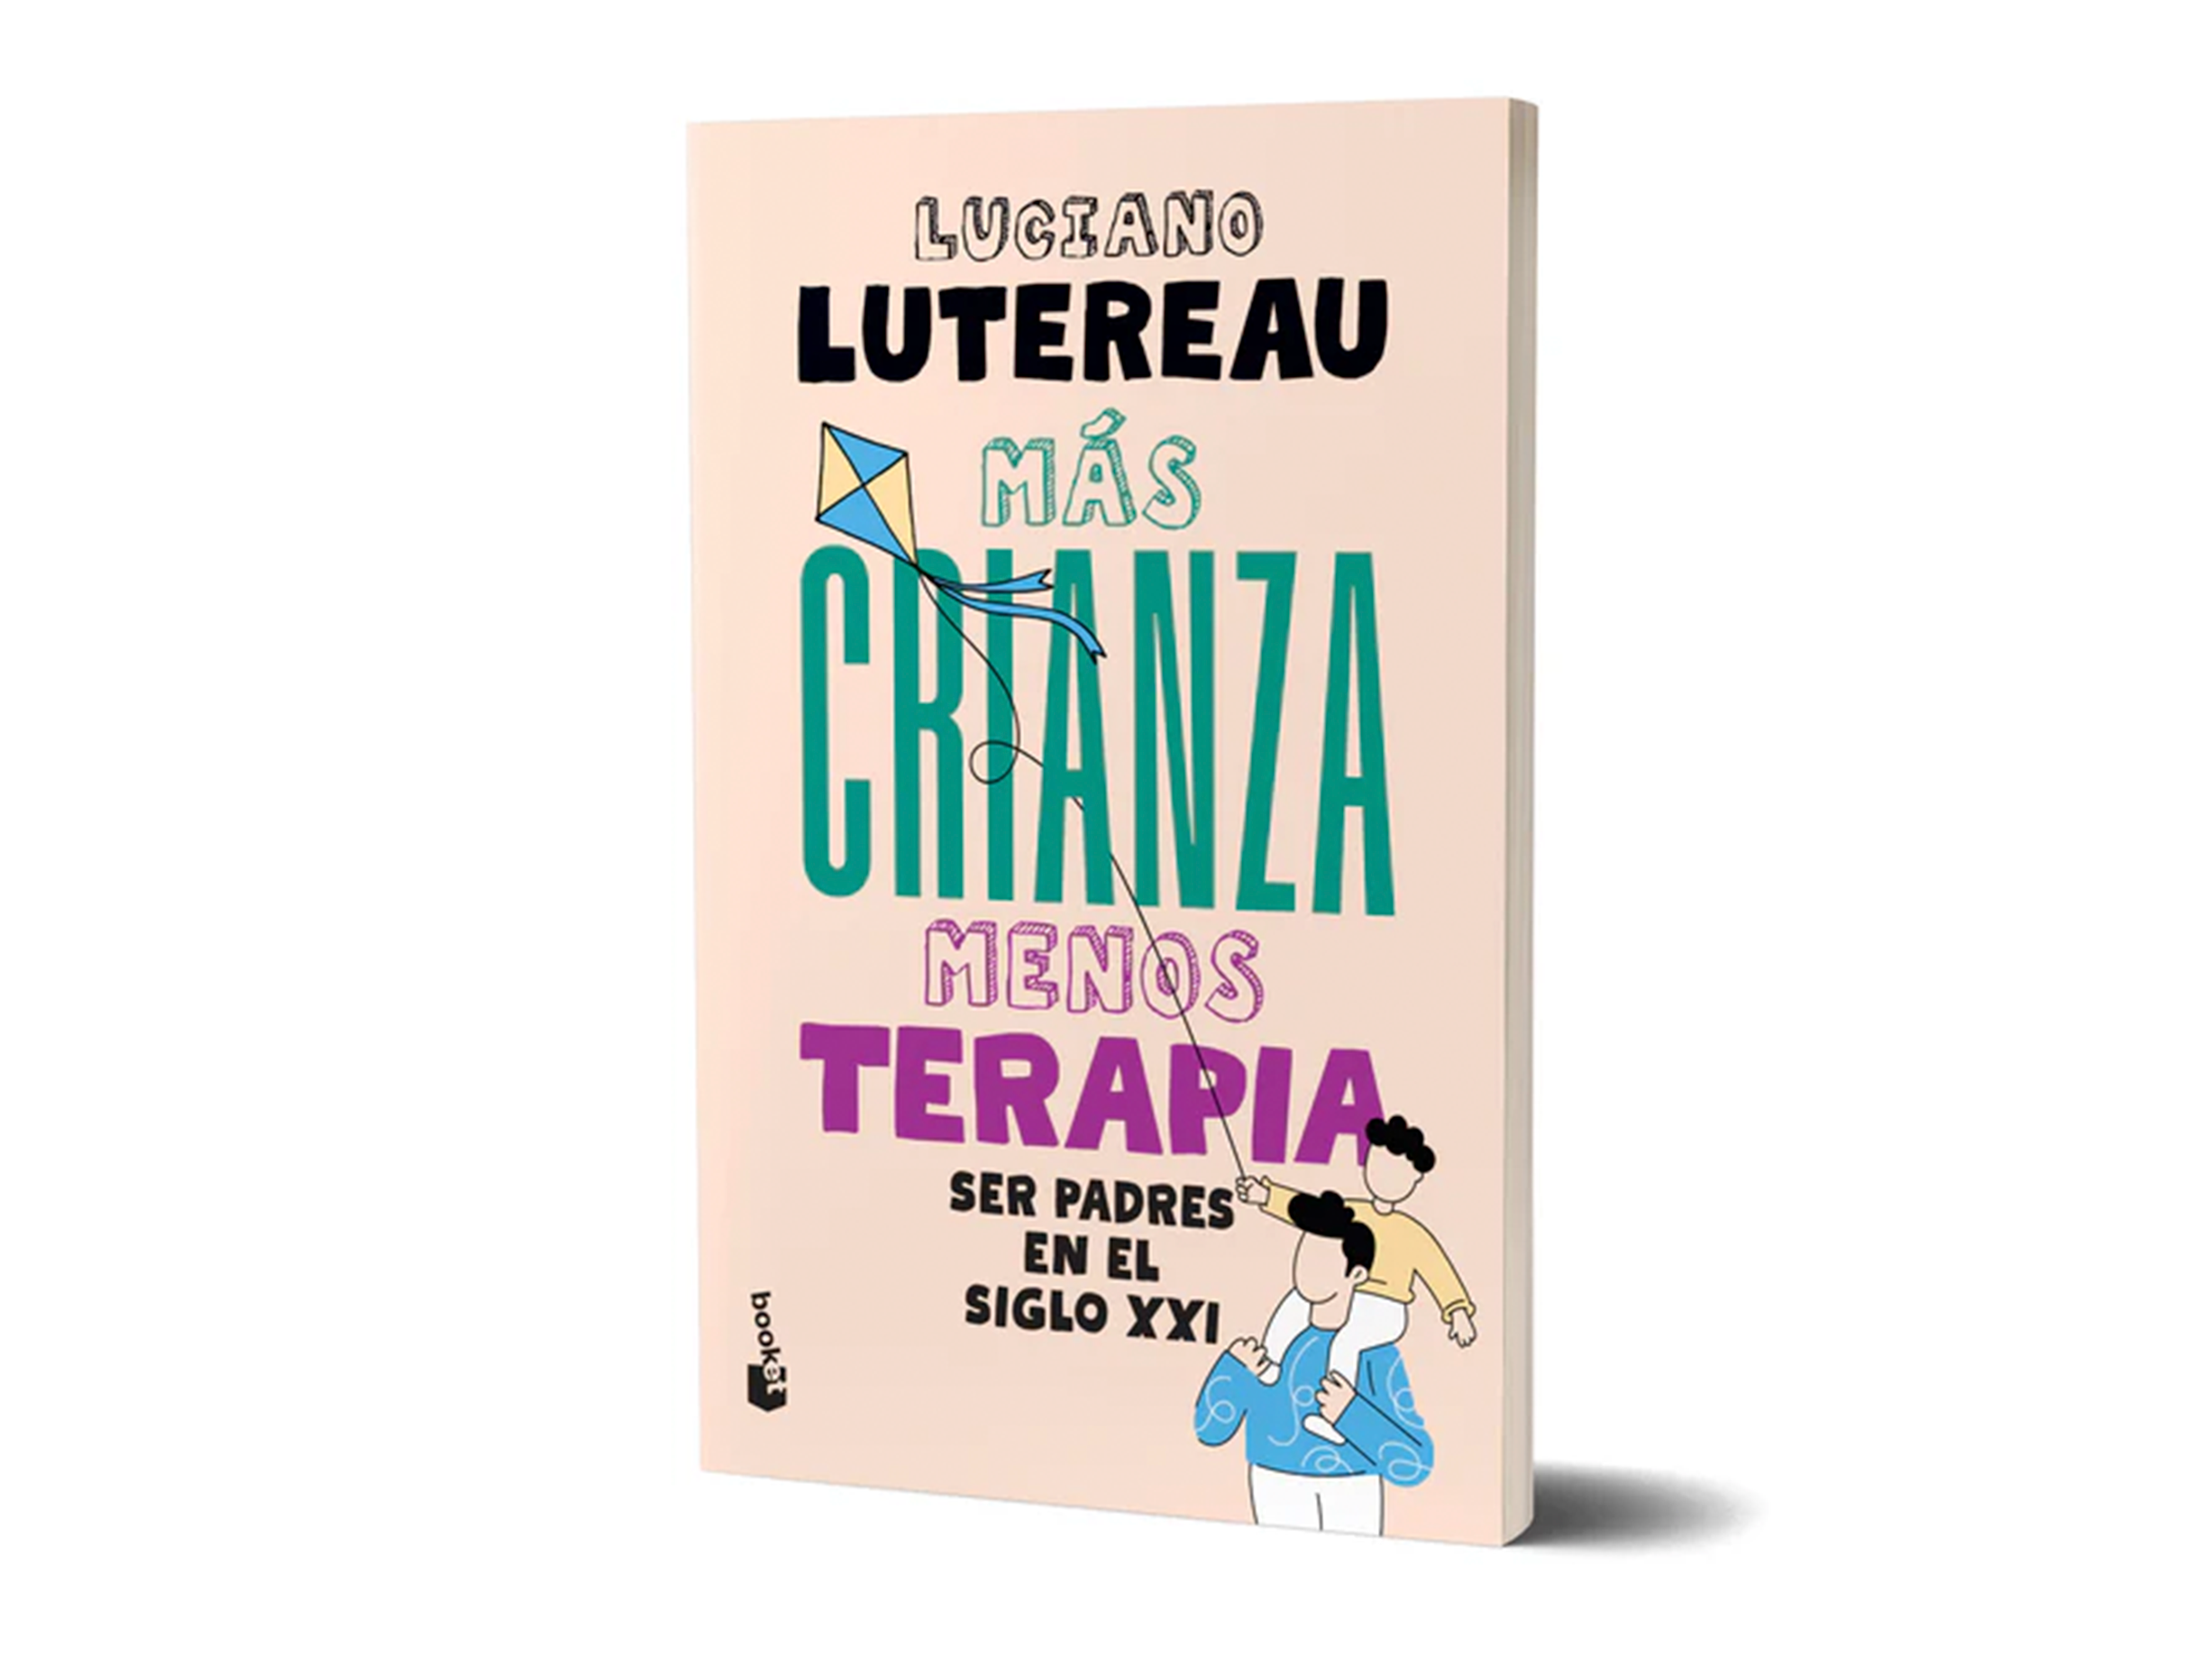 LUCIANO
LUTEREAU
MÁS
CRIANZA
MENOS
TERAPIA
SER PADRES
EN EL
SIGLO XXI
booket